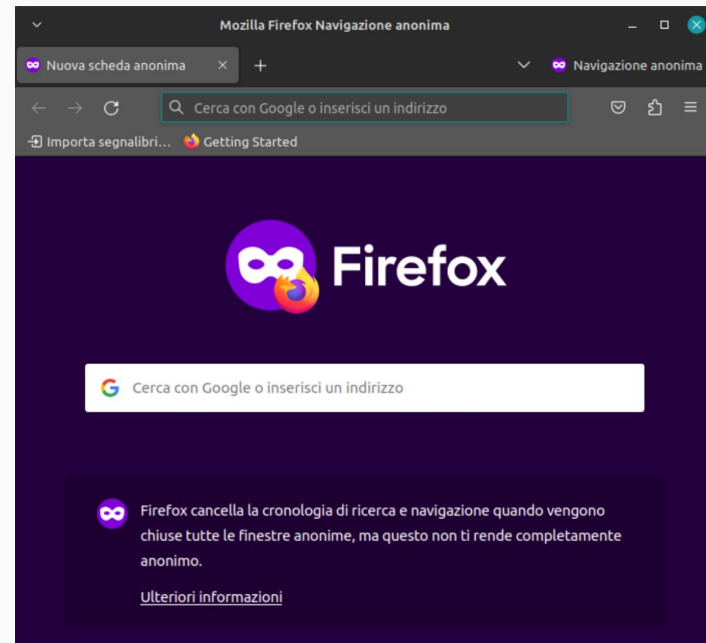 Mozilla Firefox Navigazione anonima
Nuova scheda anonima
Navigazione anonima
Cerca con Google o inserisci un indirizzo
Importa segnalibri…
Getting Started
Firefox
Cerca con Google o inserisci un indirizzo
Firefox cancella la cronologia di ricerca e navigazione quando vengono
chiuse tutte le finestre anonime, ma questo non ti rende completamente
anonimo.
Ulteriori informazioni